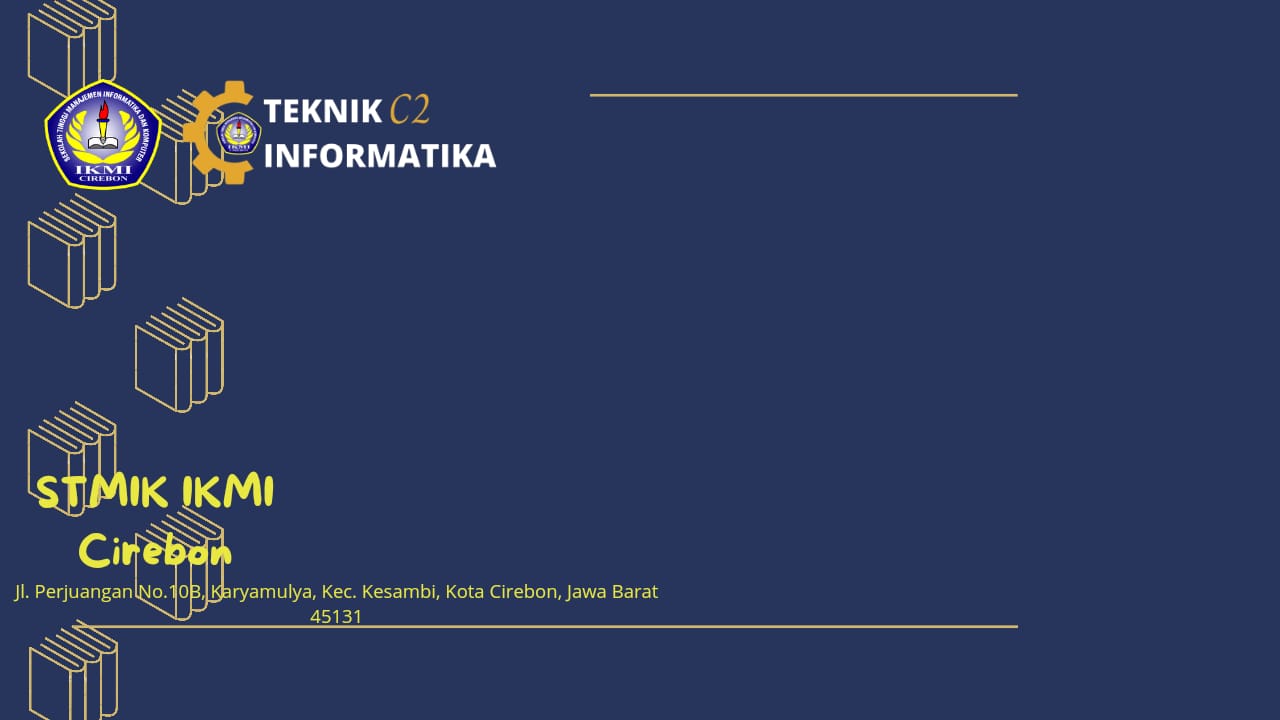 SEKOLAH TINGGI MANAJEMEN INFORMATIKA DAN KOMPUTER
IKMI
CIREBON
TEKNIK C2
INFORMATIKA
STMIK IKMI
Cirebon
Jl. Perjuangan No.10B, Karyamulya, Kec. Kesambi, Kota Cirebon, Jawa Barat
45131